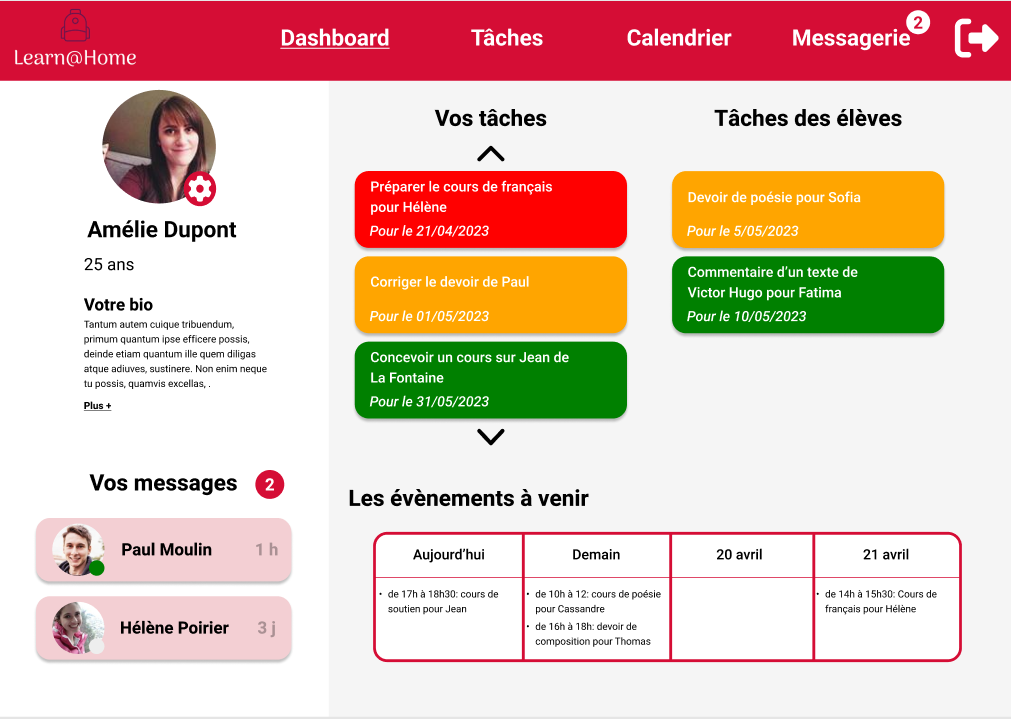 Learn@Home
Dashboard
Tâches
Calendrier
Messagerie
2
Amélie Dupont
25 ans
Votre bio
Tantum autem cuique tribuendum,
primum quantum ipse efficere possis,
deinde etiam quantum ille quem diligas
atque adiuves, sustinere. Non enim neque
tu possis, quamvis excellas, .
Plus +
Vos messages
2
Paul Moulin
1 h
Hélène Poirier
3 j
Vos tâches
Préparer le cours de français
pour Hélène
Pour le 21/04/2023
Corriger le devoir de Paul
Pour le 01/05/2023
Concevoir un cours sur Jean de
La Fontaine
Pour le 31/05/2023
Tâches des élèves
Devoir de poésie pour Sofia
Pour le 5/05/2023
Commentaire d'un texte de
Victor Hugo pour Fatima
Pour le 10/05/2023
Les évènements à venir
Aujourd'hui
Demain
20 avril
21 avril
• de 17h à 18h30: cours de
soutien pour Jean
• de 10h à 12: cours de poésie
pour Cassandre
• de 16h à 18h: devoir de
composition pour Thomas
• de 14h à 15h30: Cours de
français pour Hélène